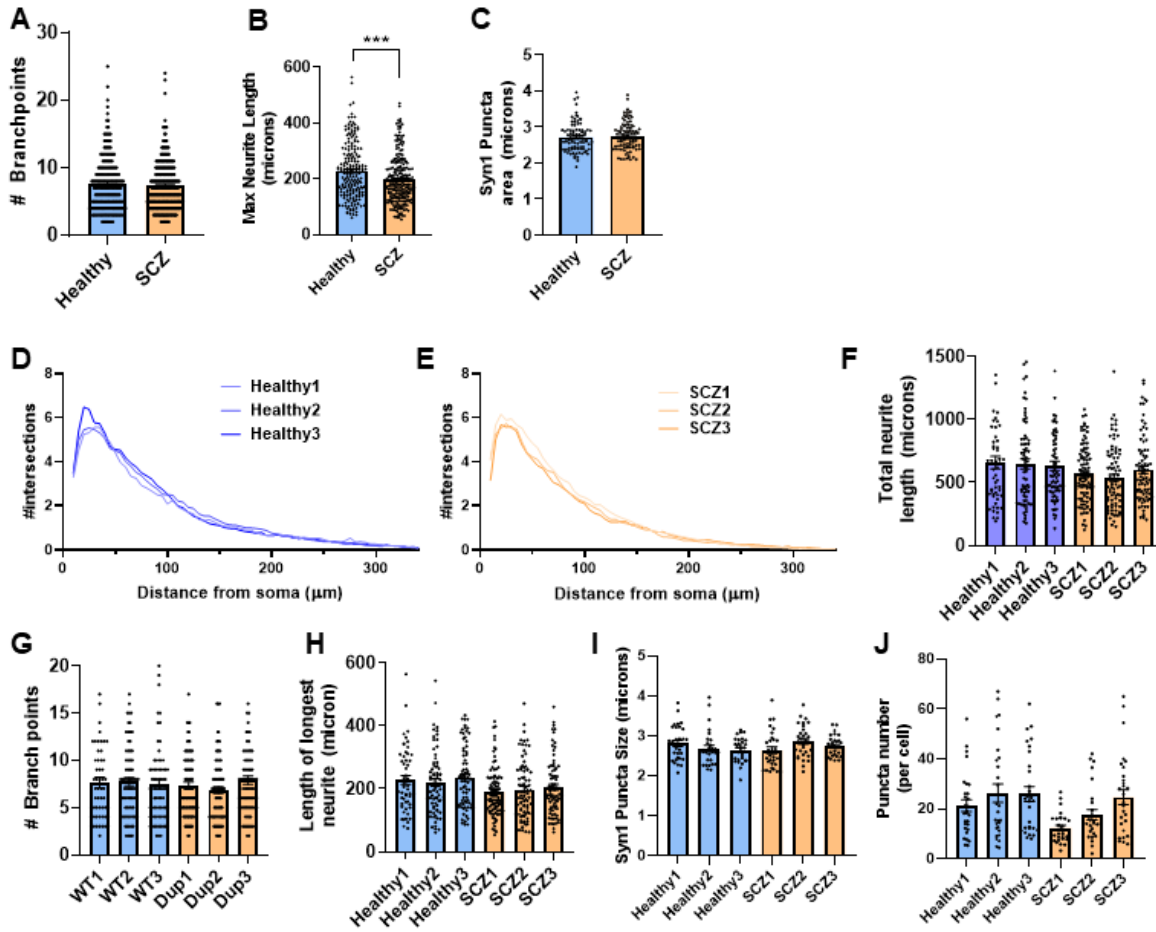 A
# Branchpoints
30
20
10
0
Healthy
SCZ
B
***
Max Neurite Length
(microns)
600
400
200
0
Healthy
SCZ
C
Syn1 Puncta
area (microns)
5
4
3
2
1
0
Healthy
SCZ
D
#intersections
8
6
4
2
0
Healthy1
Healthy2
Healthy3
0
100
200
300
Distance from soma (μm)
E
#intersections
8
6
4
2
0
SCZ1
SCZ2
SCZ3
0
100
200
300
Distance from soma (μm)
F
Total neurite
length (microns)
1500
1000
500
0
Healthy1
Healthy2
Healthy3
SCZ1
SCZ2
SCZ3
G
# Branch points
20
15
10
5
0
WT1
WT2
WT3
Dup1
Dup2
Dup3
H
Length of longest
neurite (micron)
600
400
200
0
Healthy1
Healthy2
Healthy3
SCZ1
SCZ2
SCZ3
I
Syn1 Puncta Size (microns)
5
4
3
2
1
0
Healthy1
Healthy2
Healthy3
SCZ1
SCZ2
SCZ3
J
Puncta number
(per cell)
80
60
40
20
0
Healthy1
Healthy2
Healthy3
SCZ1
SCZ2
SCZ3